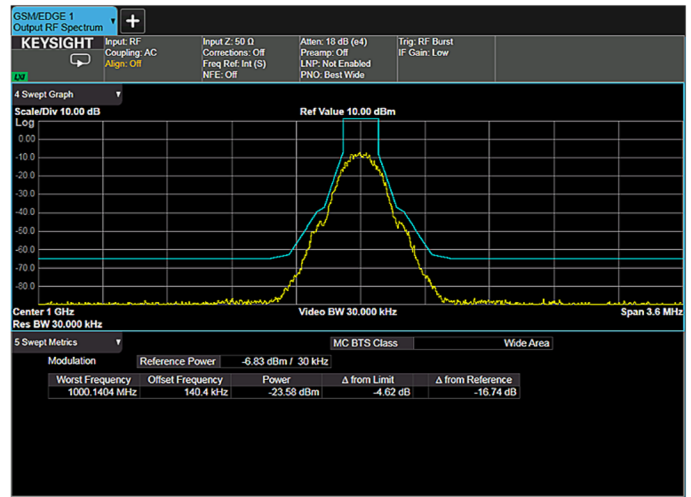 GSM/EDGE 1
Output RF Spectrum
KEYSIGHT
Input: RF
Coupling: AC
Align: Off
Input Z: 50 Ω
Corrections: Off
Freq Ref: Int (S)
NFE: Off
Atten: 18 dB (e4)
Preamp: Off
LNP: Not Enabled
PNO: Best Wide
Trig: RF Burst
IF Gain: Low
4 Swept Graph
Scale/Div 10.00 dB
Ref Value 10.00 dBm
Log
0.00
-10.0
-20.0
-30.0
-40.0
-50.0
-60.0
-70.0
-80.0
Center 1 GHz
Video BW 30.000 kHz
Span 3.6 MHz
Res BW 30.000 kHz
5 Swept Metrics
MC BTS Class
Wide Area
Modulation
Reference Power
-6.83 dBm / 30 kHz
Worst Frequency Offset Frequency Power Δ from Limit Δ from Reference
1000.1404 MHz 140.4 kHz -23.58 dBm -4.62 dB -16.74 dB